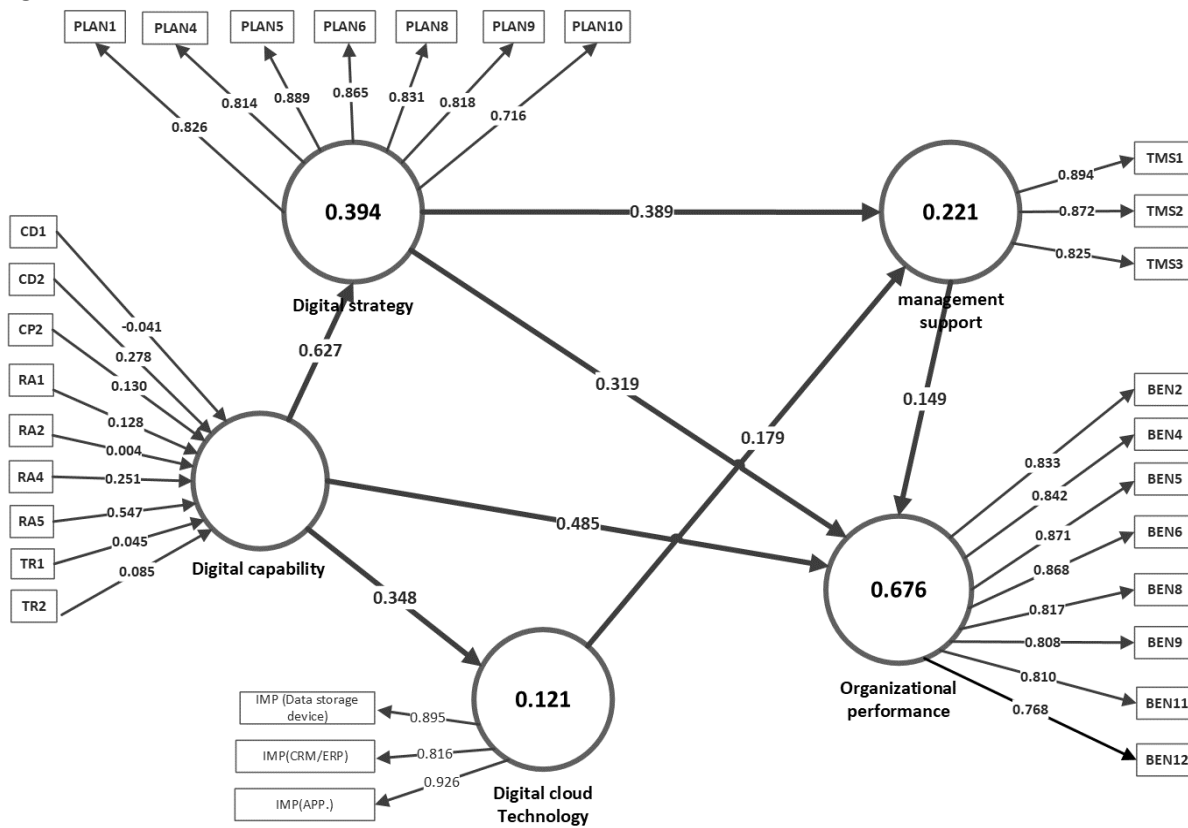 PLAN1 PLAN4 PLAN5 PLAN6 PLAN8 PLAN9 PLAN10
0.826
0.814
0.889
0.865
0.831
0.818
0.716
0.394
Digital strategy
0.389
0.221
management
support
0.894
0.872
0.825
TMS1
TMS2
TMS3
CD1
CD2
CP2
RA1
RA2
RA4
RA5
TR1
TR2
-0.041
0.278
0.130
0.128
0.004
0.251
0.547
0.045
0.085
Digital capability
0.627
0.319
0.179
0.149
0.485
0.348
0.676
Organizational
performance
0.833
0.842
0.871
0.868
0.817
0.808
0.810
0.768
BEN2
BEN4
BEN5
BEN6
BEN8
BEN9
BEN11
BEN12
IMP (Data storage
device)
IMP(CRM/ERP)
IMP(APP.)
0.895
0.816
0.926
0.121
Digital cloud
Technology